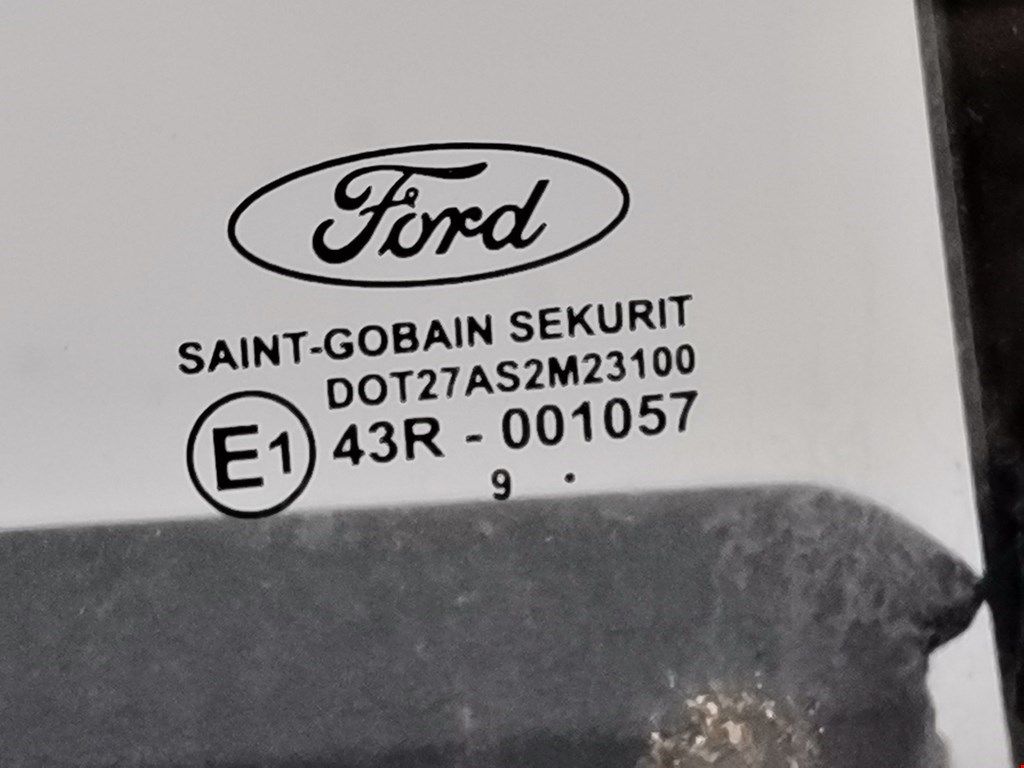 Ford
SAINT-GOBAIN SEKURIT
DOT27AS2M23100
E1 43R - 001057
9 .